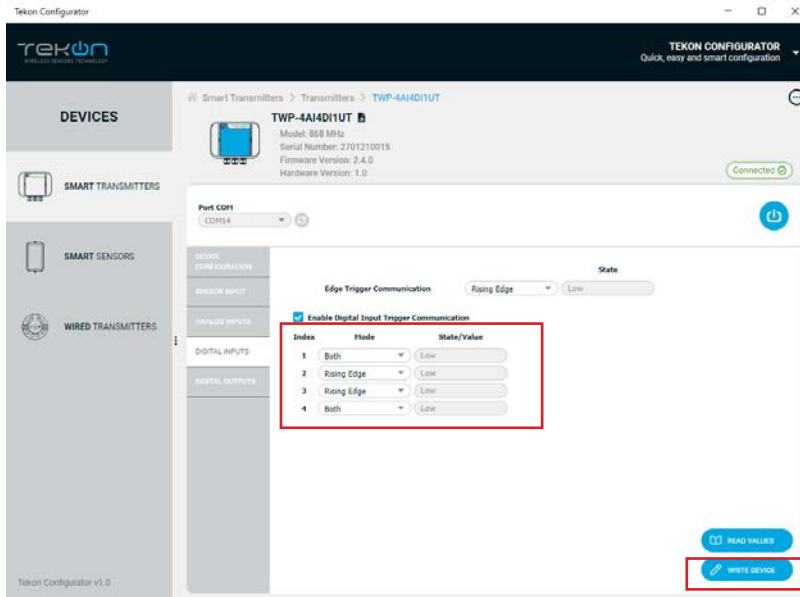 Tekon Configurator
TEKON
WIRELESS SENSORS TECHNOLOGY
TEKON CONFIGURATOR
Quick, easy and smart configuration
DEVICES
SMART TRANSMITTERS
SMART SENSORS
WIRED TRANSMITTERS
Tekon Configurator v1.0
Smart Transmitters > Transmitters > TWP-4AI4DI1UT
TWP-4AI4DI1UT
Model: 868 MHz
Serial Number: 2701210015
Firmware Version: 2.4.0
Hardware Version: 1.0
Connected
Port COM
COM14
DEVICE
CONFIGURATION
SENSOR INPUT
ANALOG INPUTS
DIGITAL INPUTS
DIGITAL OUTPUTS
State
Edge Trigger Communication Rising Edge Low
Enable Digital Input Trigger Communication
Index Mode State/Value
1 Both Low
2 Rising Edge Low
3 Rising Edge Low
4 Both Low
READ VALUES
WRITE DEVICE